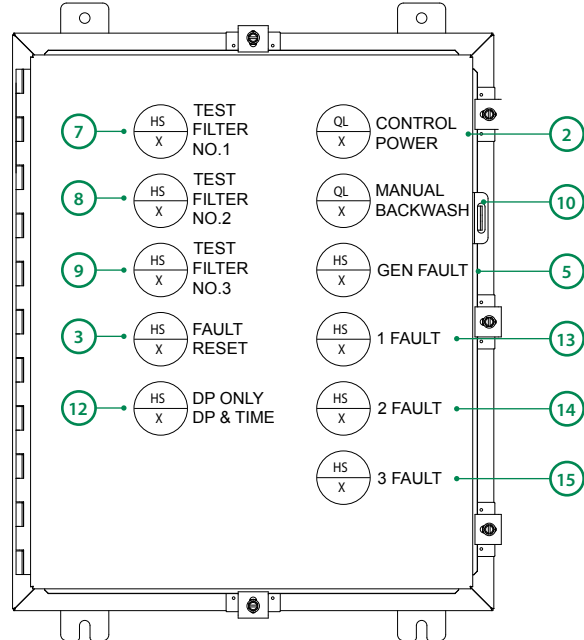 7
HS
X
TEST
FILTER
NO.1
8
HS
X
TEST
FILTER
NO.2
9
HS
X
TEST
FILTER
NO.3
3
HS
X
FAULT
RESET
12
HS
X
DP ONLY
DP & TIME
QL
X
CONTROL
POWER
2
QL
X
MANUAL
BACKWASH
10
HS
X
GEN FAULT
5
HS
X
1 FAULT
13
HS
X
2 FAULT
14
HS
X
3 FAULT
15